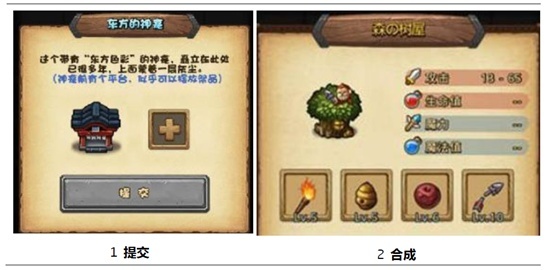 东方的神龛
这个带有“东方色彩”的神龛，矗立在此处
已很多年，上面蒙着一层灰尘。
（神龛前有个平台，似乎可以摆放祭品）
提 交
森の树屋
攻击 18 - 65
生命值 ∞
魔力 ∞
魔法值 ∞
Lv.5 Lv.5 Lv.6 Lv.10
1 提交
2 合成